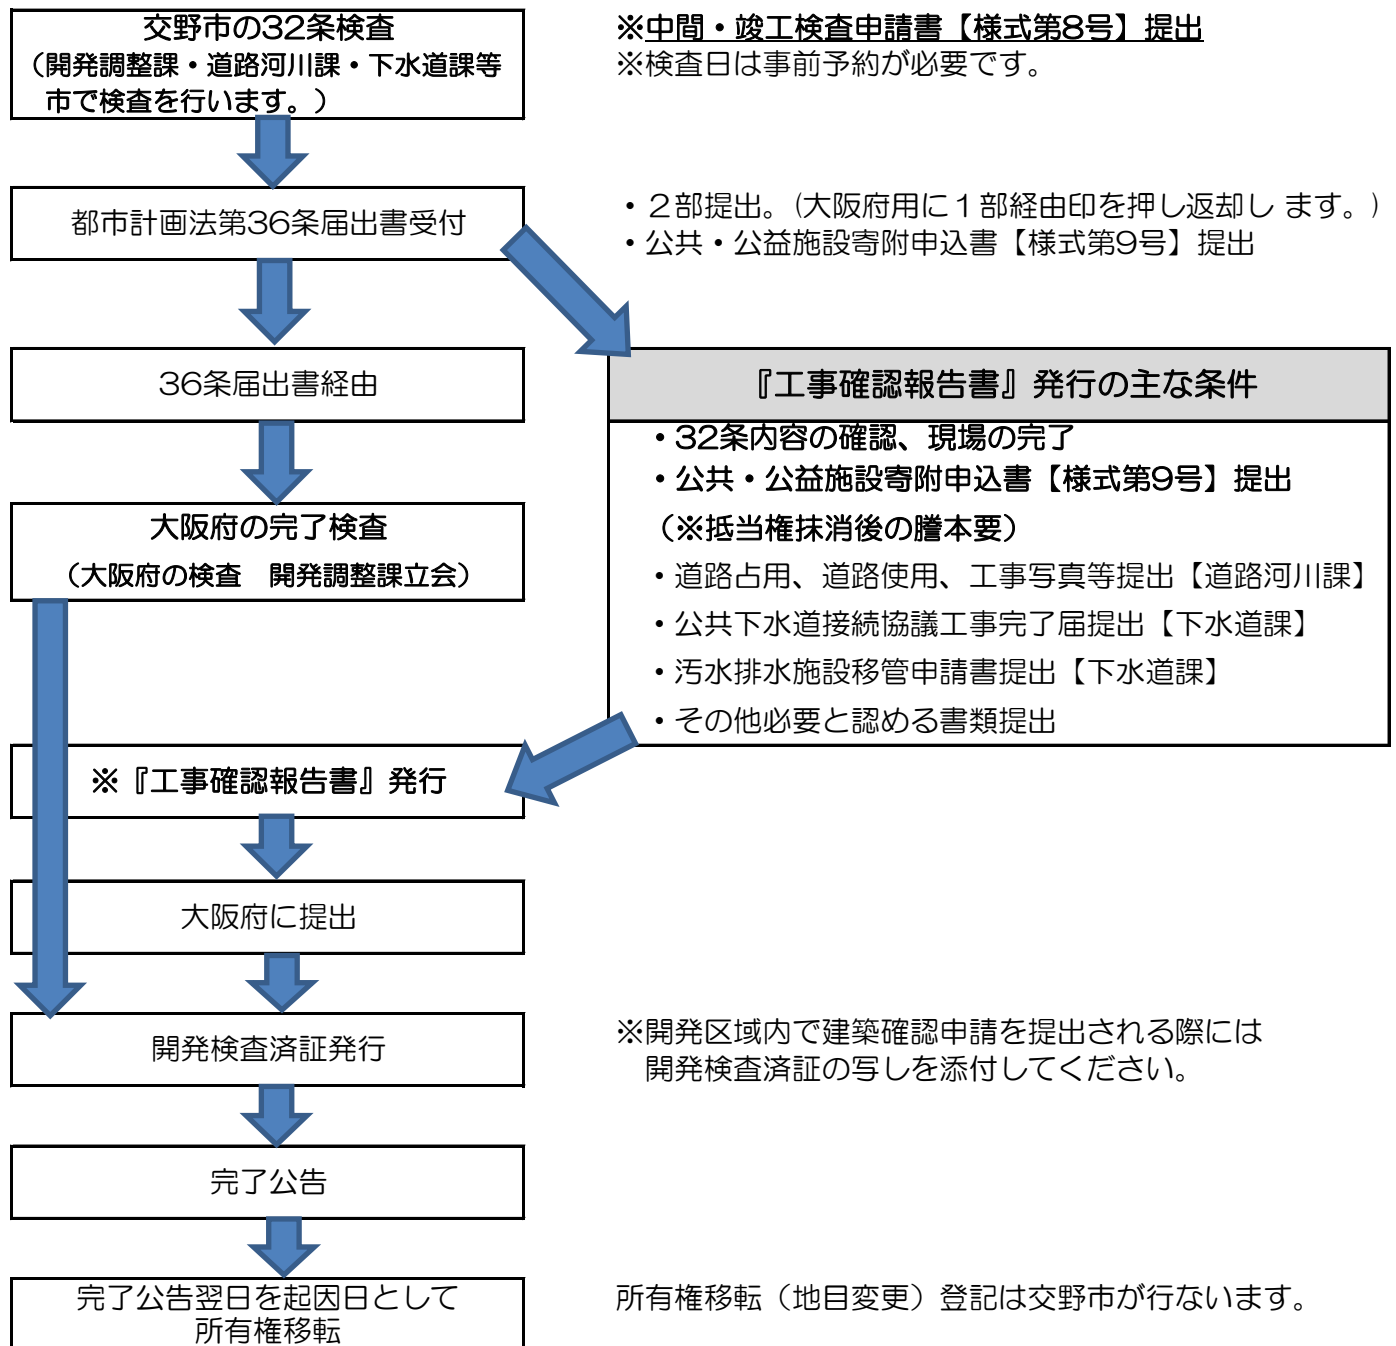 交野市の32条検査
（開発調整課・道路河川課・下水道課等
市で検査を行います。）
※中間・竣工検査申請書【様式第8号】提出
※検査日は事前予約が必要です。
都市計画法第36条届出書受付
・２部提出。（大阪府用に１部経由印を押し返却し ます。）
・公共・公益施設寄附申込書【様式第9号】提出
36条届出書経由
『工事確認報告書』発行の主な条件
・32条内容の確認、現場の完了
・公共・公益施設寄附申込書【様式第9号】提出
（※抵当権抹消後の謄本要）
・道路占用、道路使用、工事写真等提出【道路河川課】
・公共下水道接続協議工事完了届提出【下水道課】
・汚水排水施設移管申請書提出【下水道課】
・その他必要と認める書類提出
大阪府の完了検査
（大阪府の検査　開発調整課立会）
※『工事確認報告書』発行
大阪府に提出
開発検査済証発行
※開発区域内で建築確認申請を提出される際には
開発検査済証の写しを添付してください。
完了公告
完了公告翌日を起因日として
所有権移転
所有権移転（地目変更）登記は交野市が行ないます。